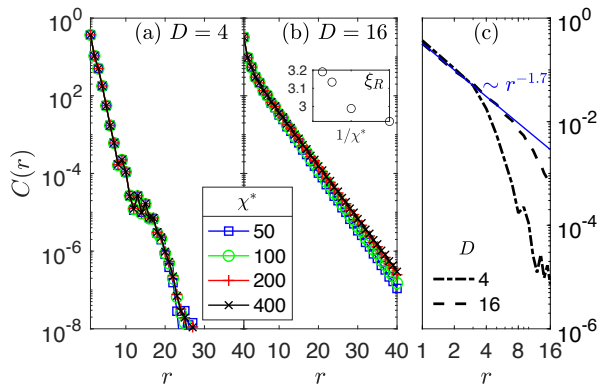 (a) D = 4
(b) D = 16
(c)
10^0
10^2
10^-4
10^-6
10^-8
C(r)
10 20 30 40
r
3.2
3.1
3
ξ_R
1/χ*
χ*
50
100
200
400
0 10 20 30 40
r
~ r^-1.7
D
4
16
10^0
10^-2
10^-4
10^-6
1 2 4 8 16
r